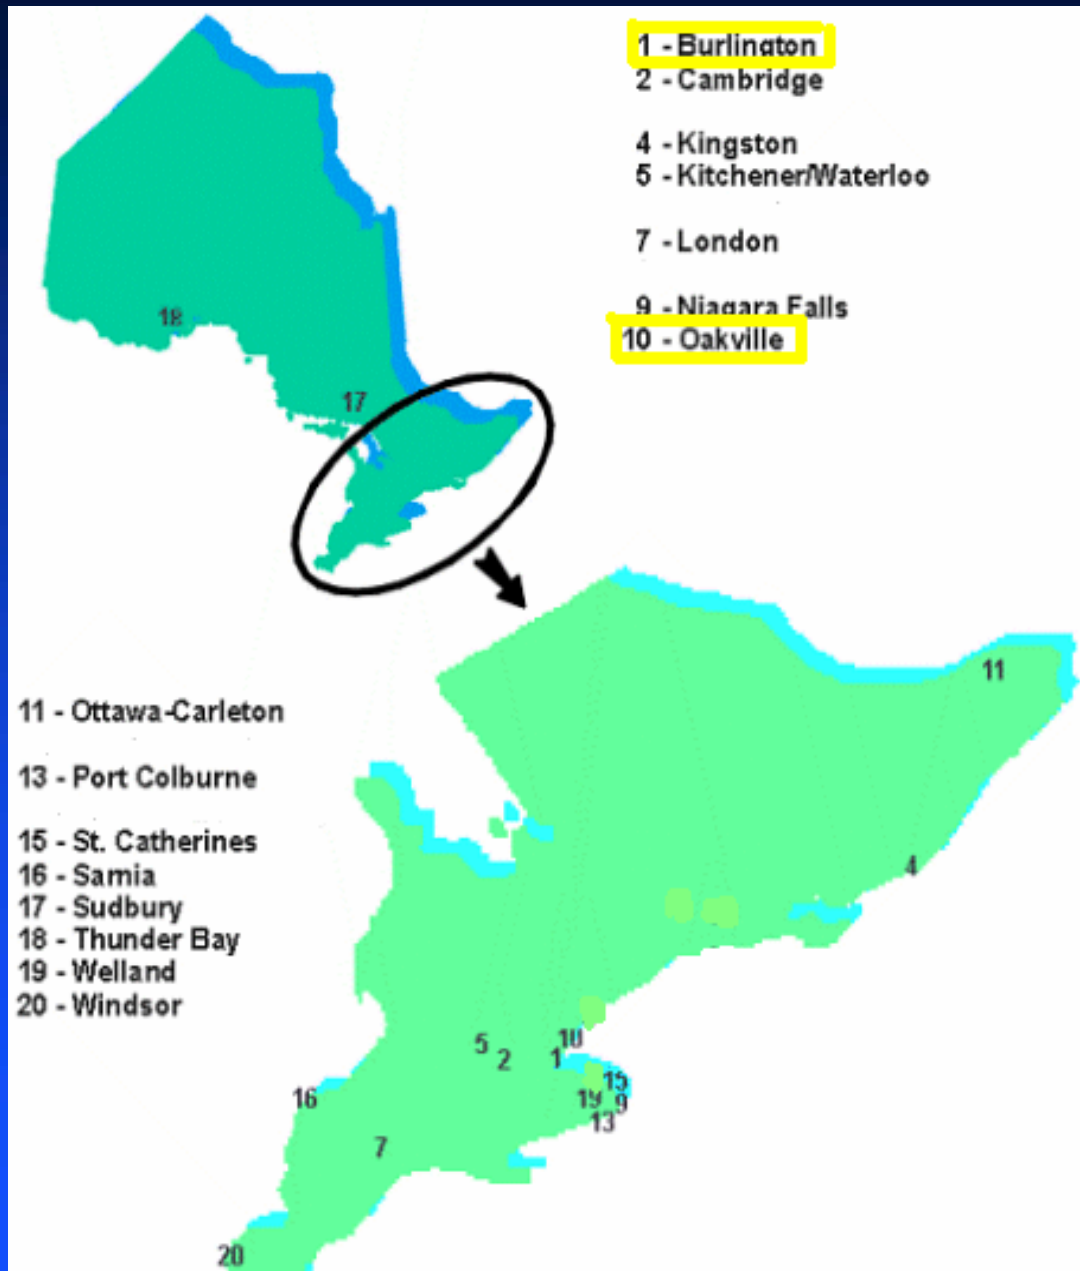 1 - Burlington
2 - Cambridge
4 - Kingston
5 - Kitchener/Waterloo
7 - London
9 - Niagara Falls
10 - Oakville
18
17
11 - Ottawa-Carleton
13 - Port Colburne
15 - St. Catherines
16 - Sarnia
17 - Sudbury
18 - Thunder Bay
19 - Welland
20 - Windsor
11
4
10
5
2
1
15
19
9
13
16
7
20